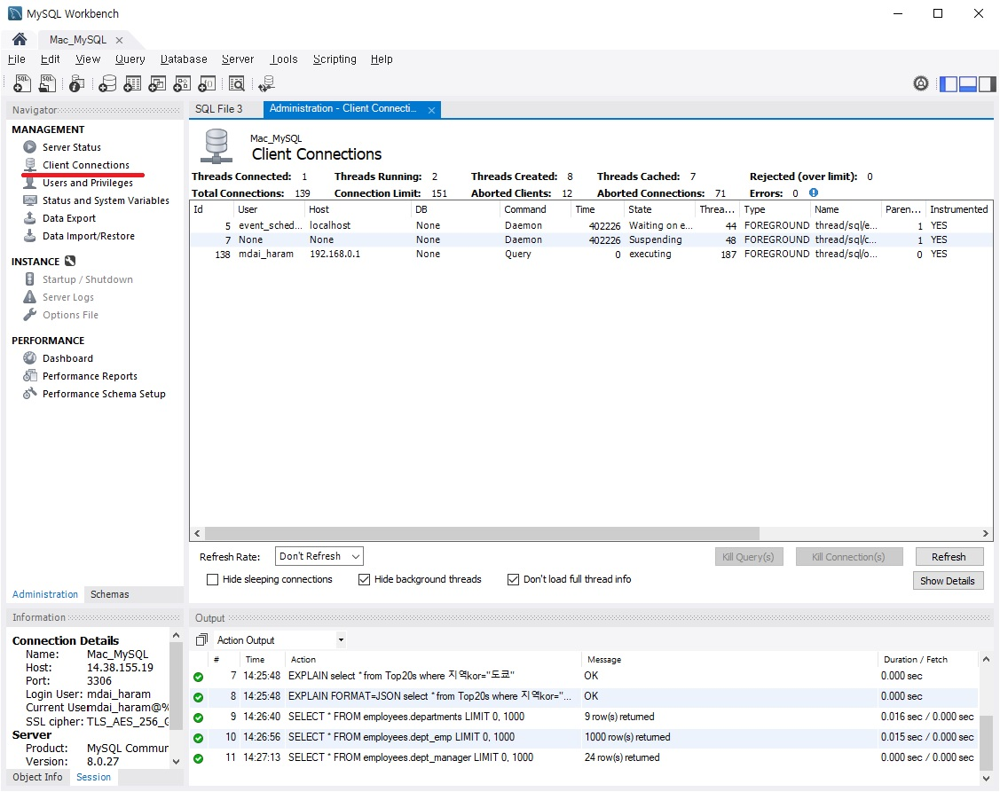 MySQL Workbench
Mac_MySQL
File Edit View Query Database Server Tools Scripting Help
Navigator
MANAGEMENT
Server Status
Client Connections
Users and Privileges
Status and System Variables
Data Export
Data Import/Restore
INSTANCE
Startup / Shutdown
Server Logs
Options File
PERFORMANCE
Dashboard
Performance Reports
Performance Schema Setup
Administration Schemas
SQL File 3 Administration - Client Connecti...
Mac_MySQL
Client Connections
Threads Connected: 1 Threads Running: 2 Threads Created: 8 Threads Cached: 7 Rejected (over limit): 0
Total Connections: 139 Connection Limit: 151 Aborted Clients: 12 Aborted Connections: 71 Errors: 0
Id User Host DB Command Time State Threa... Type Name Paren... Instrumented
5 event_sched... localhost None Daemon 402226 Waiting on e... 44 FOREGROUND thread/sql/e... 1 YES
7 None None None Daemon 402226 Suspending 48 FOREGROUND thread/sql/c... 1 YES
138 mdai_haram 192.168.0.1 None Query 0 executing 187 FOREGROUND thread/sql/o... 0 YES
Refresh Rate: Don't Refresh Kill Query(s) Kill Connection(s) Refresh
Hide sleeping connections Hide background threads Don't load full thread info Show Details
Information
Connection Details
Name: Mac_MySQL
Host: 14.38.155.19
Port: 3306
Login User: mdai_haram
Current Use mdai_haram@%
SSL cipher: TLS_AES_256_G
Server
Product: MySQL Commun
Version: 8.0.27
Object Info Session
Output
Action Output
# Time Action Message Duration / Fetch
7 14:25:48 EXPLAIN select * from Top20s where 지역kor="도쿄" OK 0.000 sec
8 14:25:48 EXPLAIN FORMAT=JSON select * from Top20s where 지역kor="... OK 0.000 sec
9 14:26:40 SELECT * FROM employees.departments LIMIT 0, 1000 9 row(s) returned 0.016 sec / 0.000 sec
10 14:26:56 SELECT * FROM employees.dept_emp LIMIT 0, 1000 1000 row(s) returned 0.015 sec / 0.000 sec
11 14:27:13 SELECT * FROM employees.dept_manager LIMIT 0, 1000 24 row(s) returned 0.000 sec / 0.000 sec